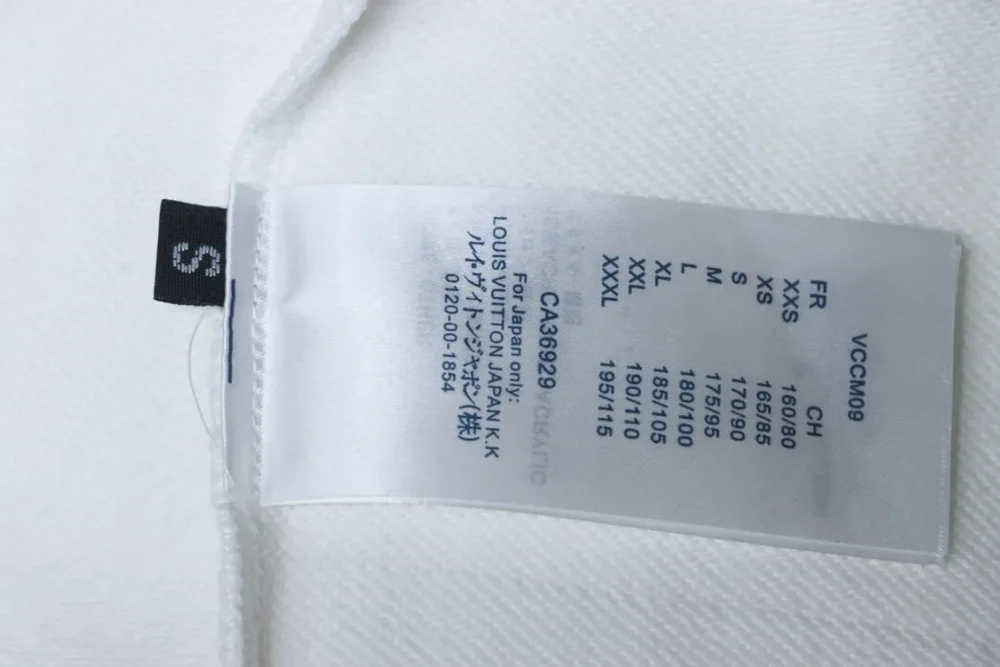 S
VCCM09
FR CH
XXS 160/80
XS 165/85
S 170/90
M 175/95
L 180/100
XL 185/105
XXL 190/110
XXXL 195/115
CA36929
For Japan only:
LOUIS VUITTON JAPAN K.K
ルイ・ヴィトンジャポン(株)
0120-00-1854